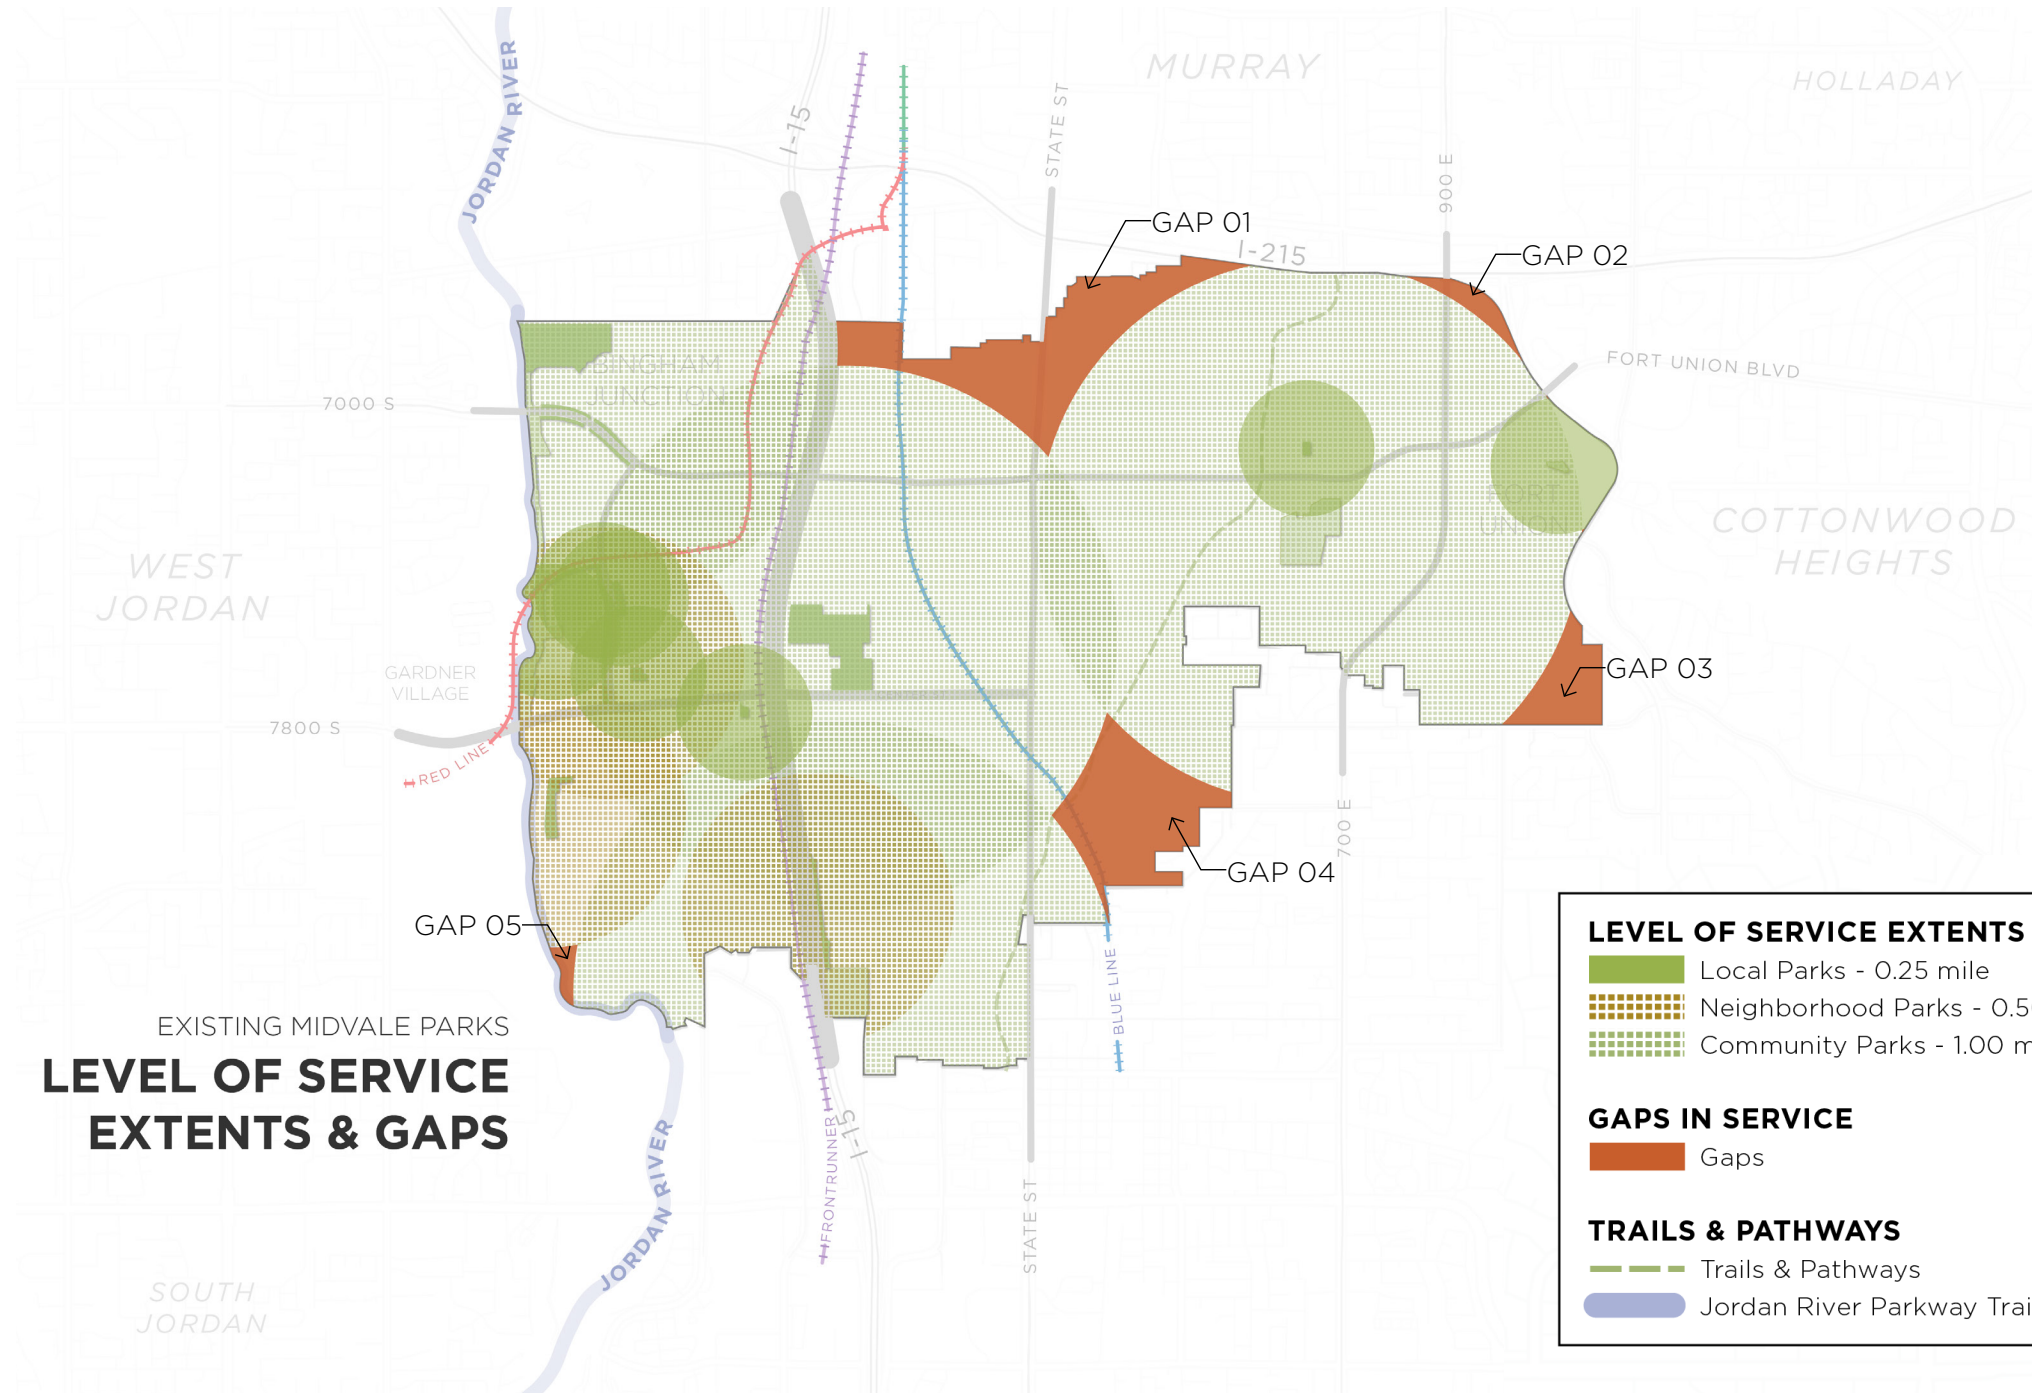 MURRAY
HOLLADAY
JORDAN RIVER
I-15
STATE ST
900 E
GAP 01
I-215
GAP 02
BINGHAM
JUNCTION
FORT UNION BLVD
7000 S
FORT
UNION
COTTONWOOD
HEIGHTS
WEST
JORDAN
GARDNER
VILLAGE
GAP 03
7800 S
RED LINE
700 E
GAP 04
GAP 05
BLUE LINE
EXISTING MIDVALE PARKS
LEVEL OF SERVICE
EXTENTS & GAPS
I-15
FRONTRUNNER
JORDAN RIVER
STATE ST
SOUTH
JORDAN
LEVEL OF SERVICE EXTENTS
Local Parks - 0.25 mile
Neighborhood Parks - 0.5
Community Parks - 1.00 m
GAPS IN SERVICE
Gaps
TRAILS & PATHWAYS
Trails & Pathways
Jordan River Parkway Trai